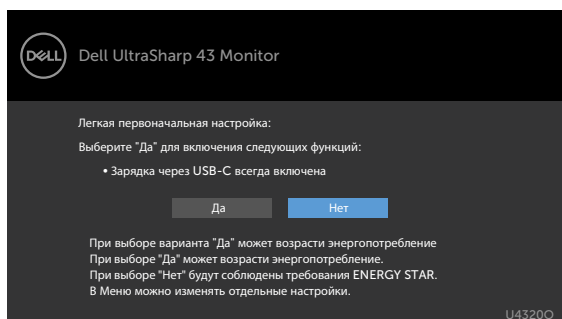 DELL
Dell UltraSharp 43 Monitor
Легкая первоначальная настройка:
Выберите "Да" для включения следующих функций:
• Зарядка через USB-C всегда включена
Да Нет
При выборе варианта "Да" может возрасти энергопотребление
При выборе "Да" может возрасти энергопотребление.
При выборе "Нет" будут соблюдены требования ENERGY STAR.
В Меню можно изменять отдельные настройки.
U4320Q